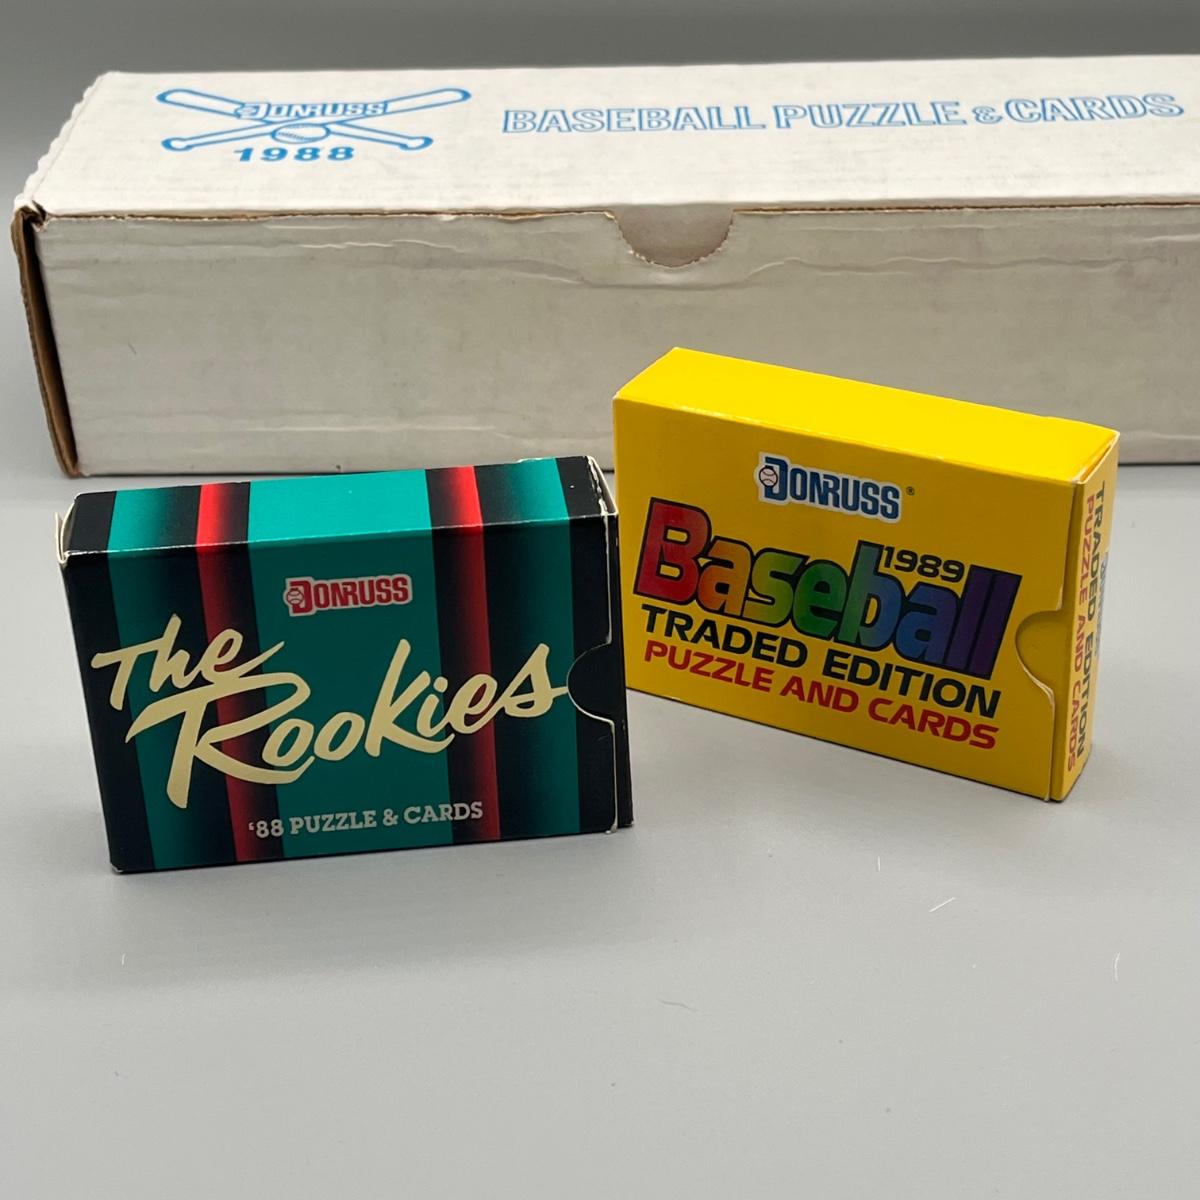 DONRUSS
1988
BASEBALL PUZZLE & CARDS
DONRUSS
The
Rookies
'88 PUZZLE & CARDS
DONRUSS®
1989
Baseball
TRADED EDITION
PUZZLE AND CARDS
TRADED EDITION
PUZZLE AND CARDS